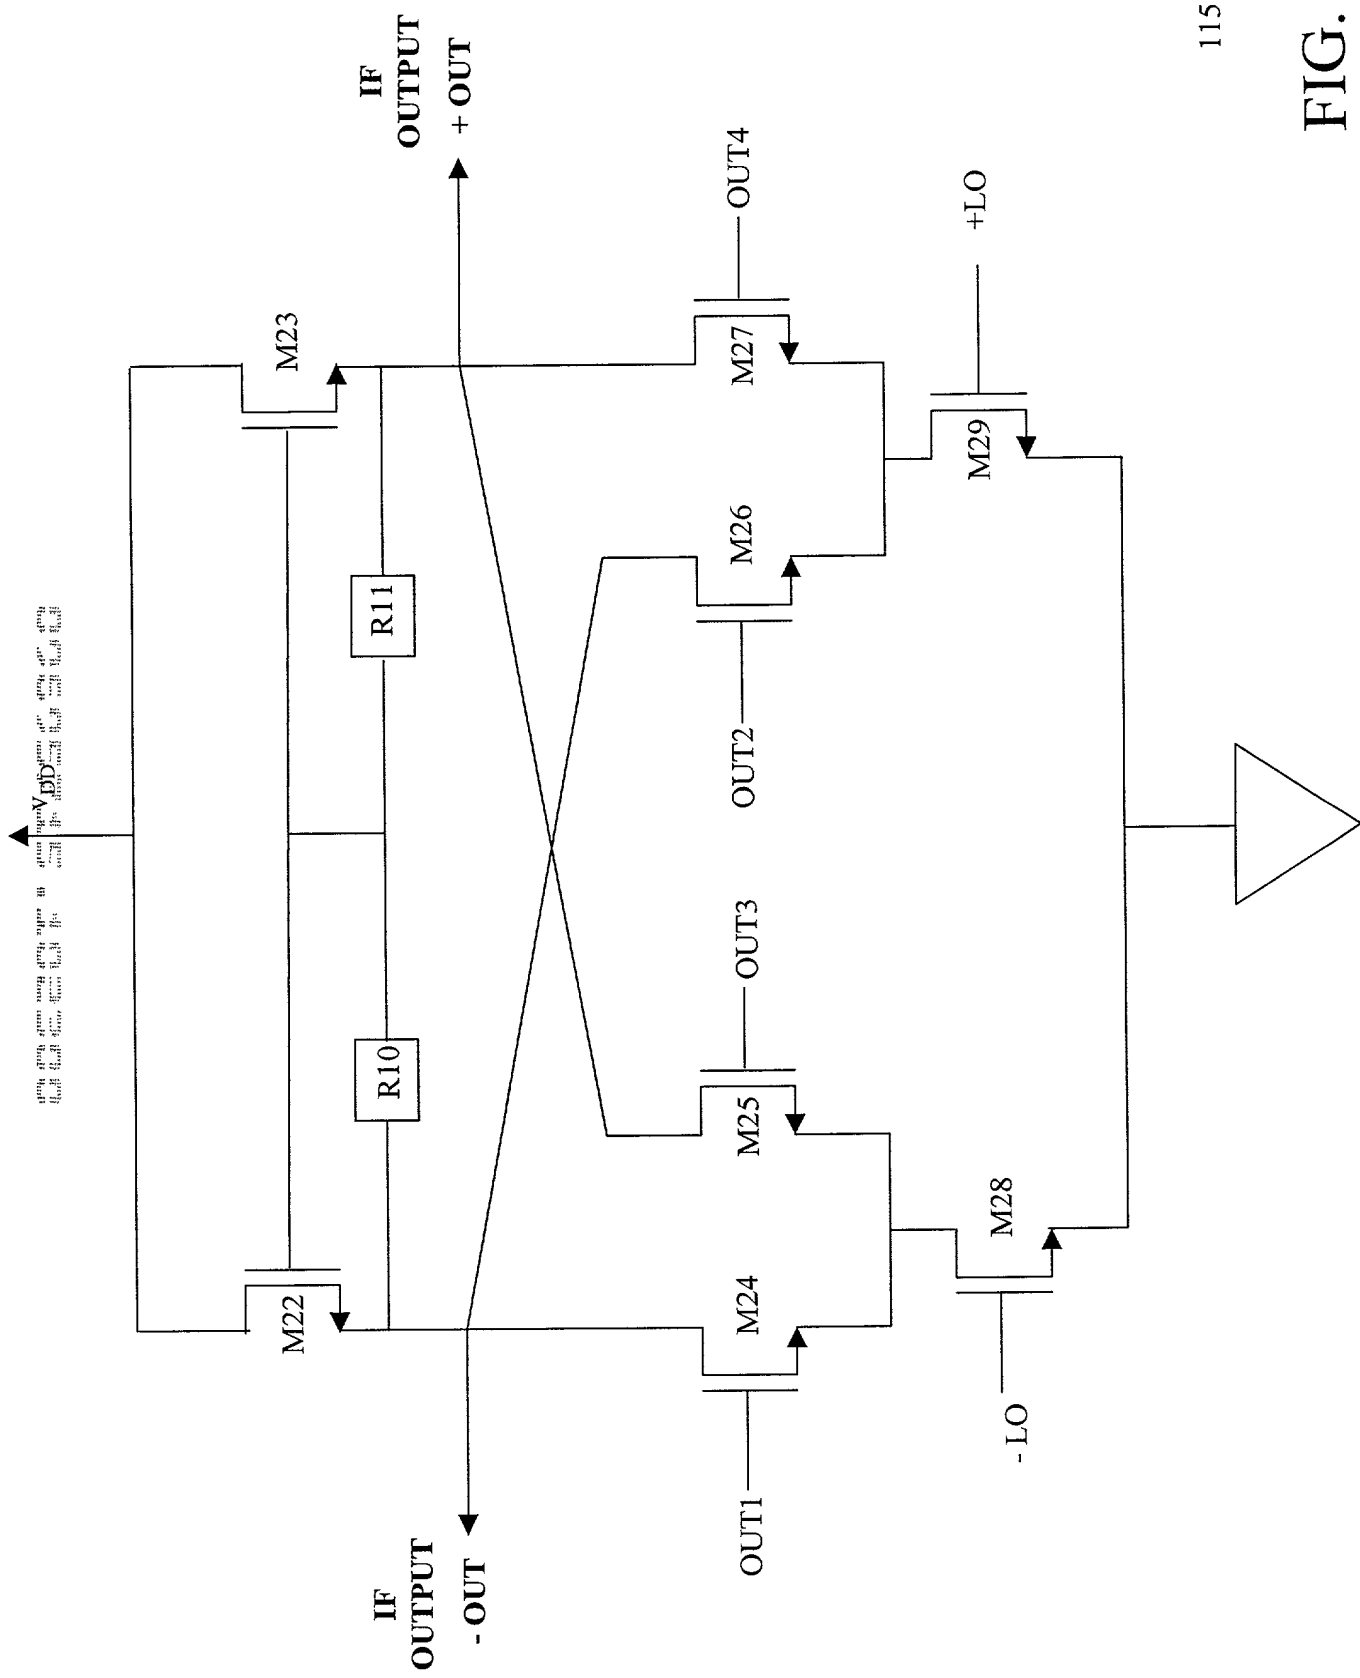 VDD
M22
M23
R10
R11
IF
OUTPUT
- OUT
IF
OUTPUT
+ OUT
OUT1
M24
M25
OUT3
OUT2
M26
M27
OUT4
- LO
M28
M29
+LO
115
FIG.